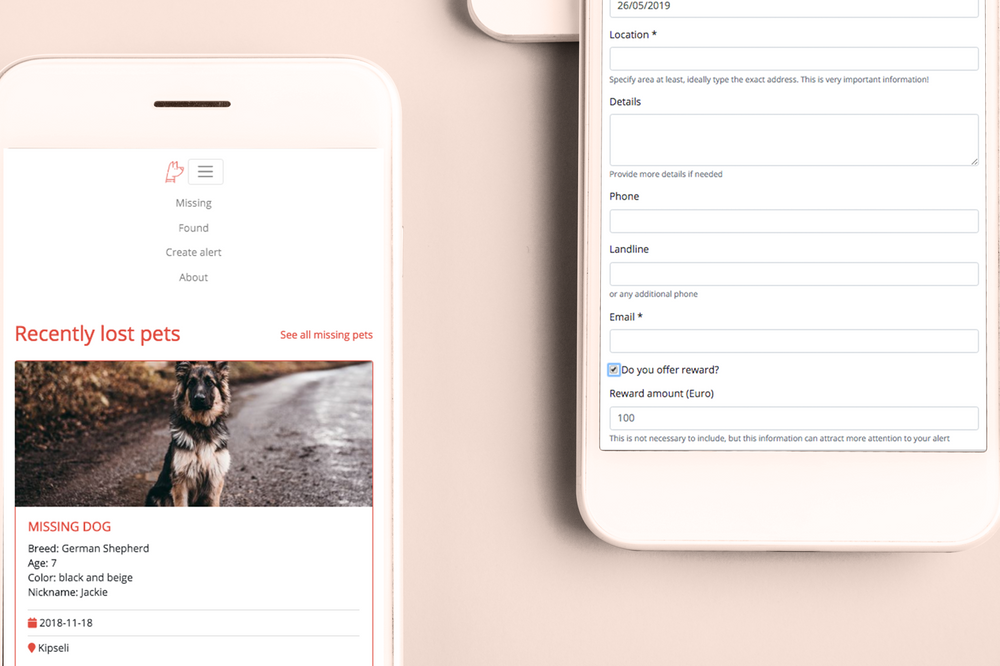 Missing
Found
Create alert
About
Recently lost pets
See all missing pets
MISSING DOG
Breed: German Shepherd
Age: 7
Color: black and beige
Nickname: Jackie
2018-11-18
Kipseli
26/05/2019
Location *
Specify area at least, ideally type the exact address. This is very important information!
Details
Provide more details if needed
Phone
Landline
or any additional phone
Email *
Do you offer reward?
Reward amount (Euro)
100
This is not necessary to include, but this information can attract more attention to your alert